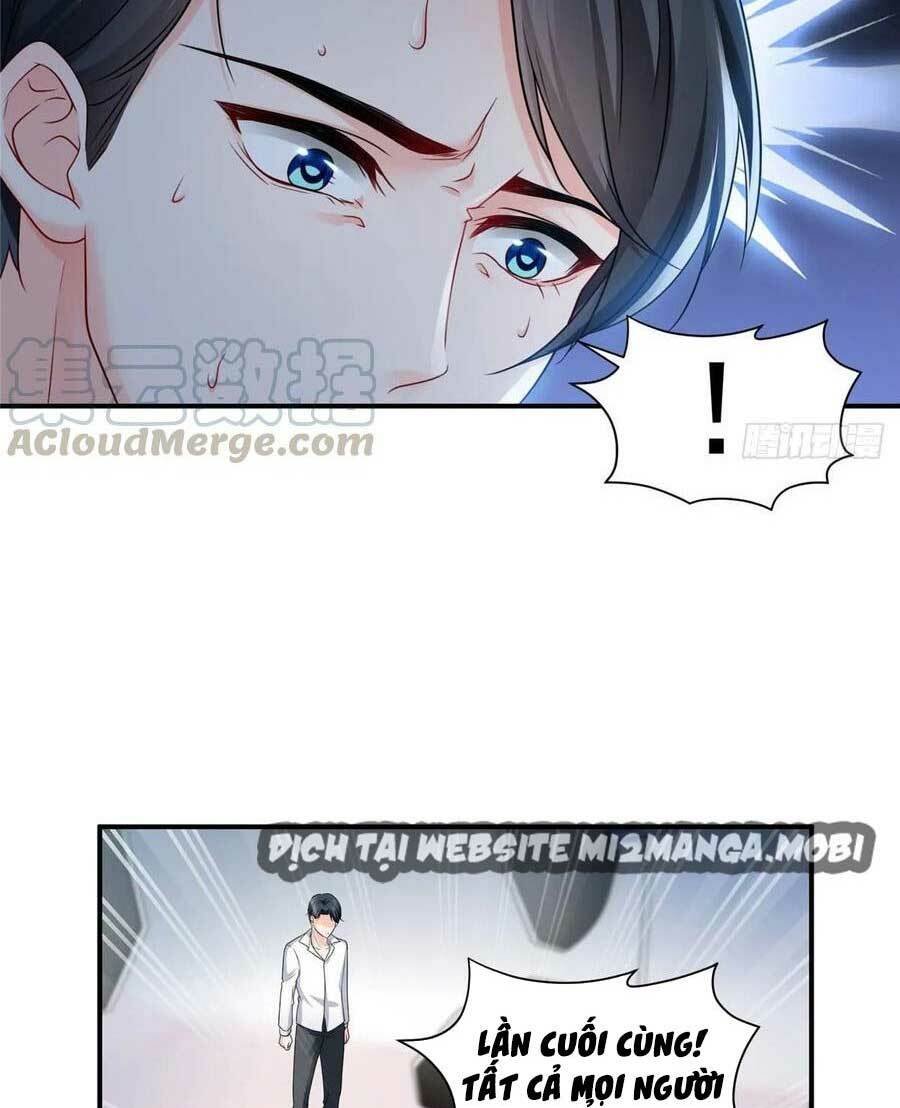 集云数据
ACloudMerge.com
!
腾讯动漫
DỊCH TẠI WEBSITE MI2MANGA.MOBI
LẦN CUỐI CÙNG!
TẤT CẢ MỌI NGƯỜI